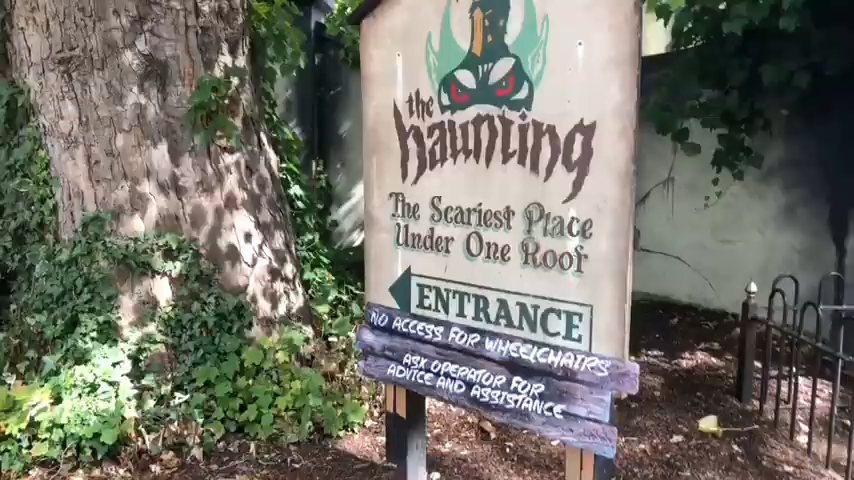 the
haunting
The Scariest Place
Under One Roof
ENTRANCE
NO ACCESS FOR WHEELCHAIRS
ASK OPERATOR FOR
ADVICE AND ASSISTANCE